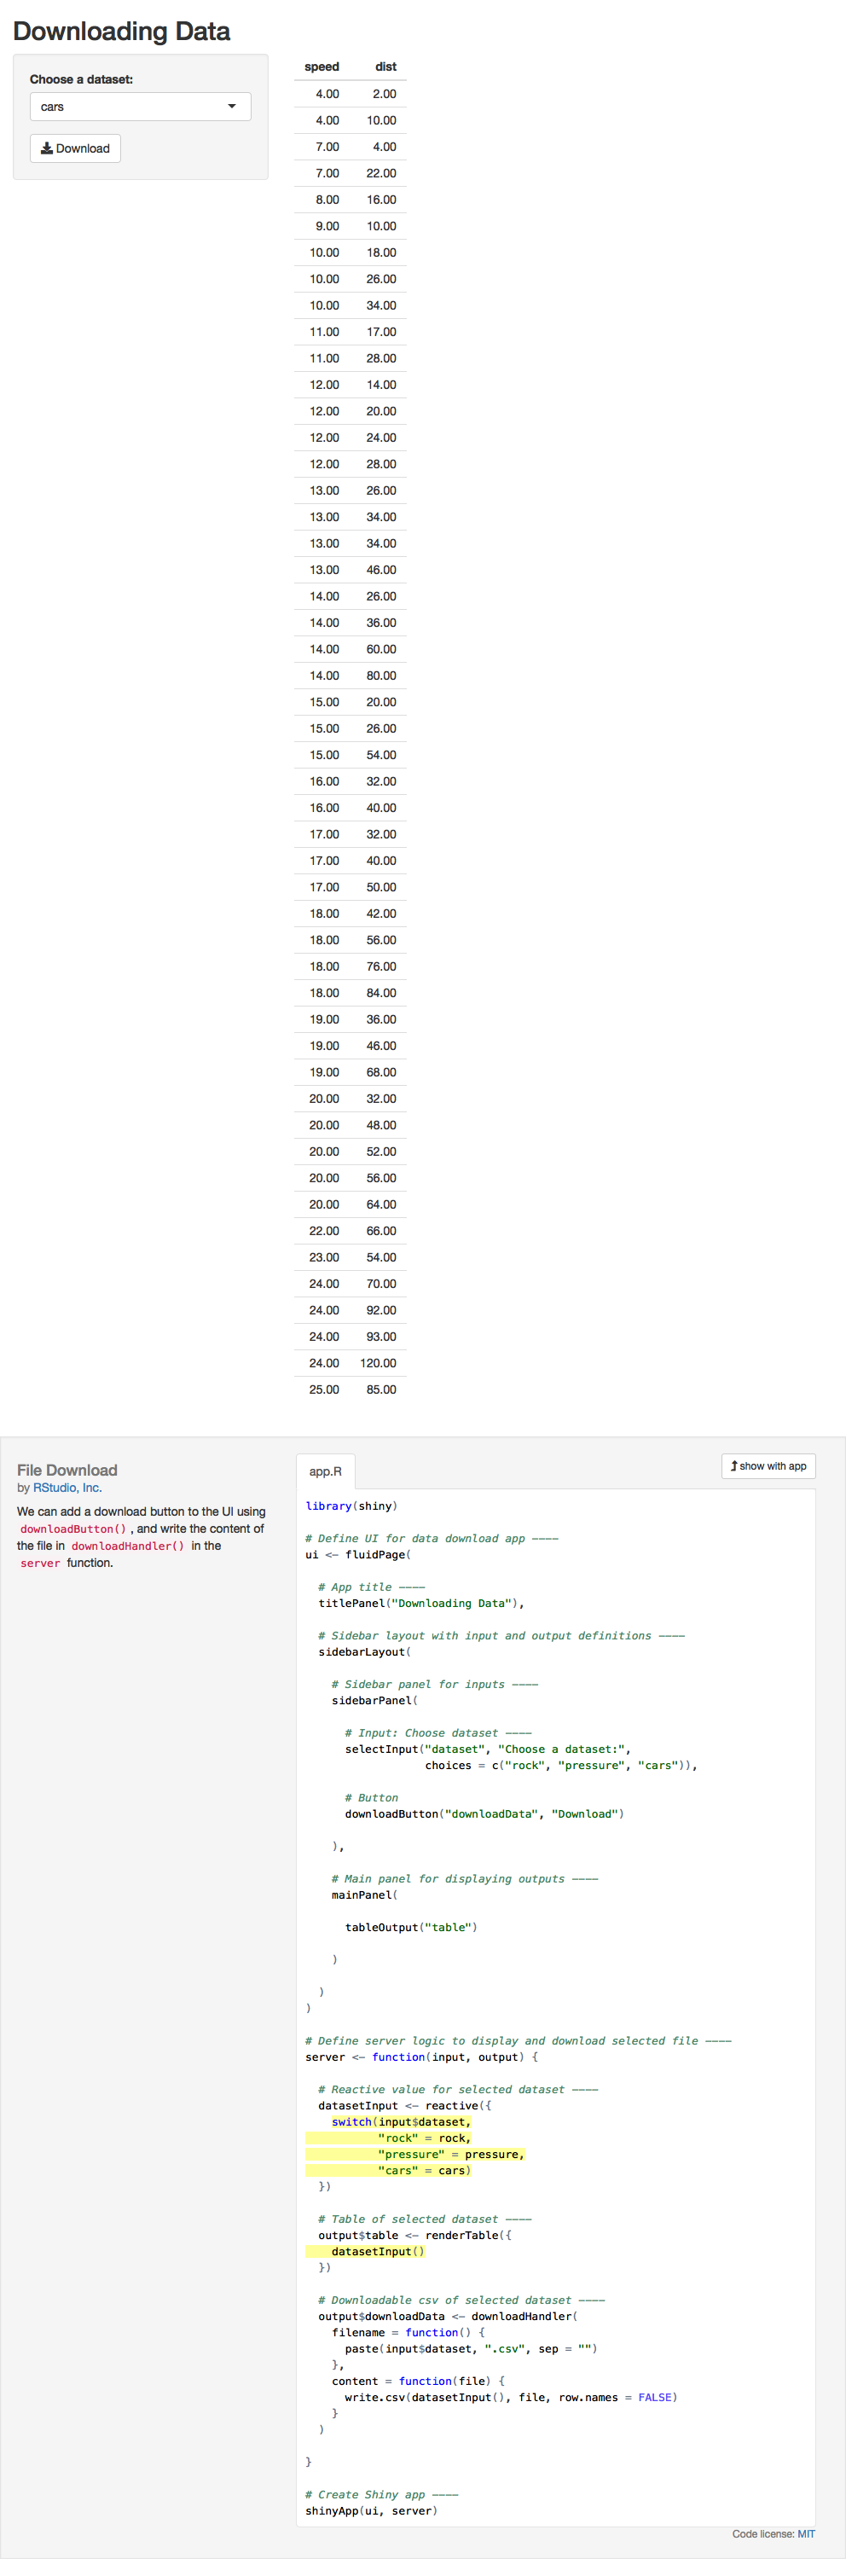 Downloading Data
Choose a dataset:
cars
Download
speed dist
4.00 2.00
4.00 10.00
7.00 4.00
7.00 22.00
8.00 16.00
9.00 10.00
10.00 18.00
10.00 26.00
10.00 34.00
11.00 17.00
11.00 28.00
12.00 14.00
12.00 20.00
12.00 24.00
12.00 28.00
13.00 26.00
13.00 34.00
13.00 34.00
13.00 46.00
14.00 26.00
14.00 36.00
14.00 60.00
14.00 80.00
15.00 20.00
15.00 26.00
15.00 54.00
16.00 32.00
16.00 40.00
17.00 32.00
17.00 40.00
17.00 50.00
18.00 42.00
18.00 56.00
18.00 76.00
18.00 84.00
19.00 36.00
19.00 46.00
19.00 68.00
20.00 32.00
20.00 48.00
20.00 52.00
20.00 56.00
20.00 64.00
22.00 66.00
23.00 54.00
24.00 70.00
24.00 92.00
24.00 93.00
24.00 120.00
25.00 85.00
File Download
by RStudio, Inc.
We can add a download button to the UI using
downloadButton() , and write the content of
the file in downloadHandler() in the
server function.
app.R
show with app
library(shiny)
# Define UI for data download app ----
ui <- fluidPage(
# App title ----
titlePanel("Downloading Data"),
# Sidebar layout with input and output definitions ----
sidebarLayout(
# Sidebar panel for inputs ----
sidebarPanel(
# Input: Choose dataset ----
selectInput("dataset", "Choose a dataset:",
choices = c("rock", "pressure", "cars")),
# Button
downloadButton("downloadData", "Download")
),
# Main panel for displaying outputs ----
mainPanel(
tableOutput("table")
)
)
)
# Define server logic to display and download selected file ----
server <- function(input, output) {
# Reactive value for selected dataset ----
datasetInput <- reactive({
switch(input$dataset,
"rock" = rock,
"pressure" = pressure,
"cars" = cars)
})
# Table of selected dataset ----
output$table <- renderTable({
datasetInput()
})
# Downloadable csv of selected dataset ----
output$downloadData <- downloadHandler(
filename = function() {
paste(input$dataset, ".csv", sep = "")
},
content = function(file) {
write.csv(datasetInput(), file, row.names = FALSE)
}
)
}
# Create Shiny app ----
shinyApp(ui, server)
Code license: MIT